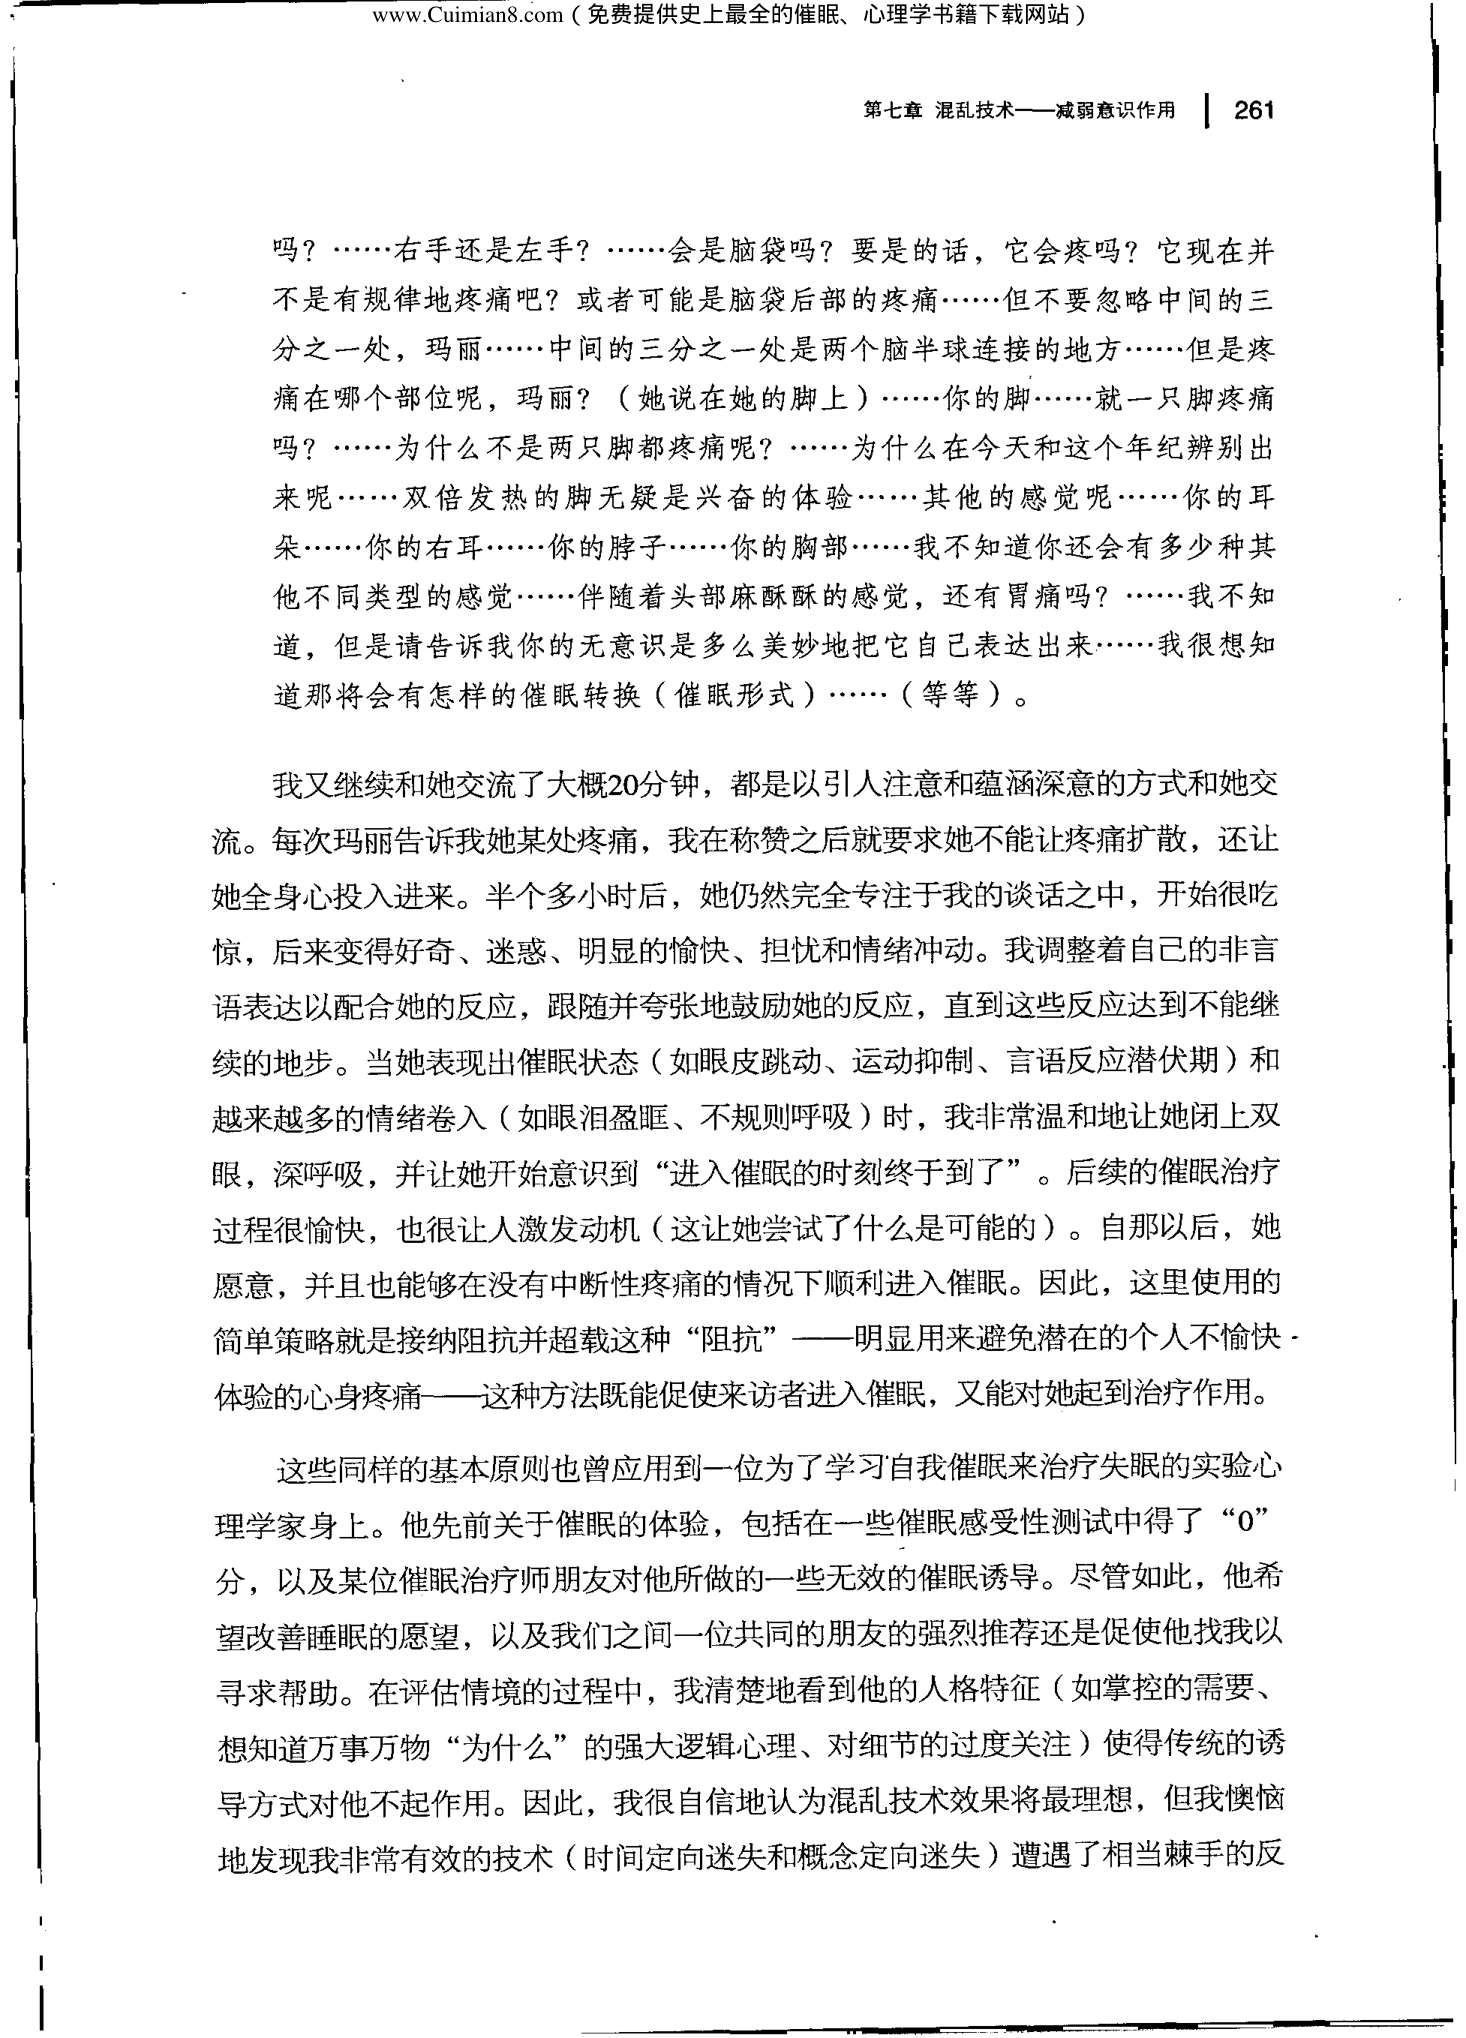 www.Cuimian8.com（免费提供史上最全的催眠、心理学书籍下载网站）
第七章 混乱技术——减弱意识作用 261
吗？……右手还是左手？……会是脑袋吗？要是的话，它会疼吗？它现在并
不是有规律地疼痛吧？或者可能是脑袋后部的疼痛……但不要忽略中间的三
分之一处，玛丽……中间的三分之一处是两个脑半球连接的地方……但是疼
痛在哪个部位呢，玛丽？（她说在她的脚上）……你的脚……就一只脚疼痛
吗？……为什么不是两只脚都疼痛呢？……为什么在今天和这个年纪辨别出
来呢……双倍发热的脚无疑是兴奋的体验……其他的感觉呢……你的耳
朵……你的右耳……你的脖子……你的胸部……我不知道你还会有多少种其
他不同类型的感觉……伴随着头部麻酥酥的感觉，还有胃痛吗？……我不知
道，但是请告诉我你的无意识是多么美妙地把它自己表达出来……我很想知
道那将会有怎样的催眠转换（催眠形式）……（等等）。
我又继续和她交流了大概20分钟，都是以引人注意和蕴涵深意的方式和她交
流。每次玛丽告诉我她某处疼痛，我在称赞之后就要求她不能让疼痛扩散，还让
她全身心投入进来。半个多小时后，她仍然完全专注于我的谈话之中，开始很吃
惊，后来变得好奇、迷惑、明显的愉快、担忧和情绪冲动。我调整着自己的非言
语表达以配合她的反应，跟随并夸张地鼓励她的反应，直到这些反应达到不能继
续的地步。当她表现出催眠状态（如眼皮跳动、运动抑制、言语反应潜伏期）和
越来越多的情绪卷入（如眼泪盈眶、不规则呼吸）时，我非常温和地让她闭上双
眼，深呼吸，并让她开始意识到“进入催眠的时刻终于到了”。后续的催眠治疗
过程很愉快，也很让人激发动机（这让她尝试了什么是可能的）。自那以后，她
愿意，并且也能够在没有中断性疼痛的情况下顺利进入催眠。因此，这里使用的
简单策略就是接纳阻抗并超载这种“阻抗”——明显用来避免潜在的个人不愉快
体验的心身疼痛——这种方法既能促使来访者进入催眠，又能对她起到治疗作用。
这些同样的基本原则也曾应用到一位为了学习自我催眠来治疗失眠的实验心
理学家身上。他先前关于催眠的体验，包括在一些催眠感受性测试中得了“0”
分，以及某位催眠治疗师朋友对他所做的一些无效的催眠诱导。尽管如此，他希
望改善睡眠的愿望，以及我们之间一位共同的朋友的强烈推荐还是促使他找我以
寻求帮助。在评估情境的过程中，我清楚地看到他的人格特征（如掌控的需要、
想知道万事万物“为什么”的强大逻辑心理、对细节的过度关注）使得传统的诱
导方式对他不起作用。因此，我很自信地认为混乱技术效果将最理想，但我懊恼
地发现我非常有效的技术（时间定向迷失和概念定向迷失）遭遇了相当棘手的反